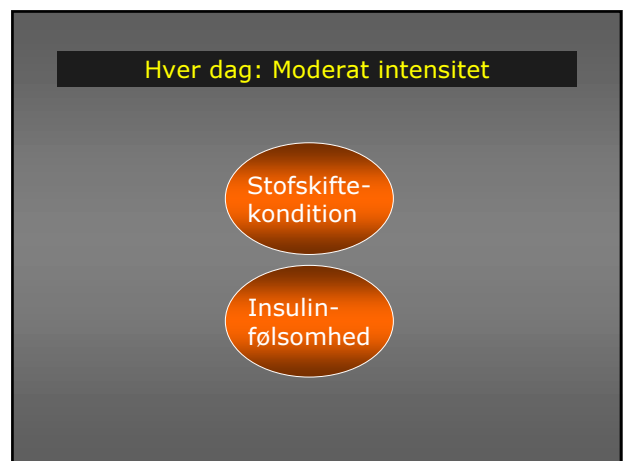 Hver dag: Moderat intensitet
Stofskifte-
kondition
Insulin-
følsomhed